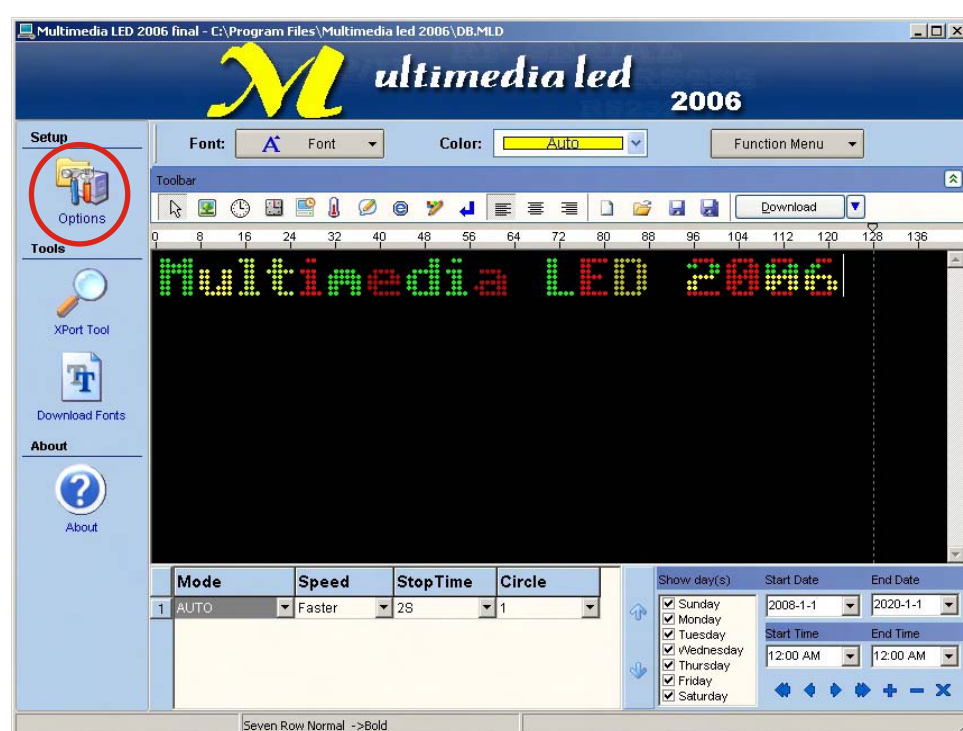 Multimedia LED 2006 final - C:\Program Files\Multimedia led 2006\DB.MLD
Multimedia led
2006
Setup
Options
Tools
XPort Tool
Download Fonts
About
About
Font: A Font
Color: Auto
Function Menu
Toolbar
Download
0 8 16 24 32 40 48 56 64 72 80 88 96 104 112 120 128 136
Multimedia LED 2006
Mode Speed StopTime Circle
1 AUTO Faster 2S 1
Show day(s)
Sunday
Monday
Tuesday
Wednesday
Thursday
Friday
Saturday
Start Date End Date
2008-1-1 2020-1-1
Start Time End Time
12:00 AM 12:00 AM
Seven Row Normal ->Bold